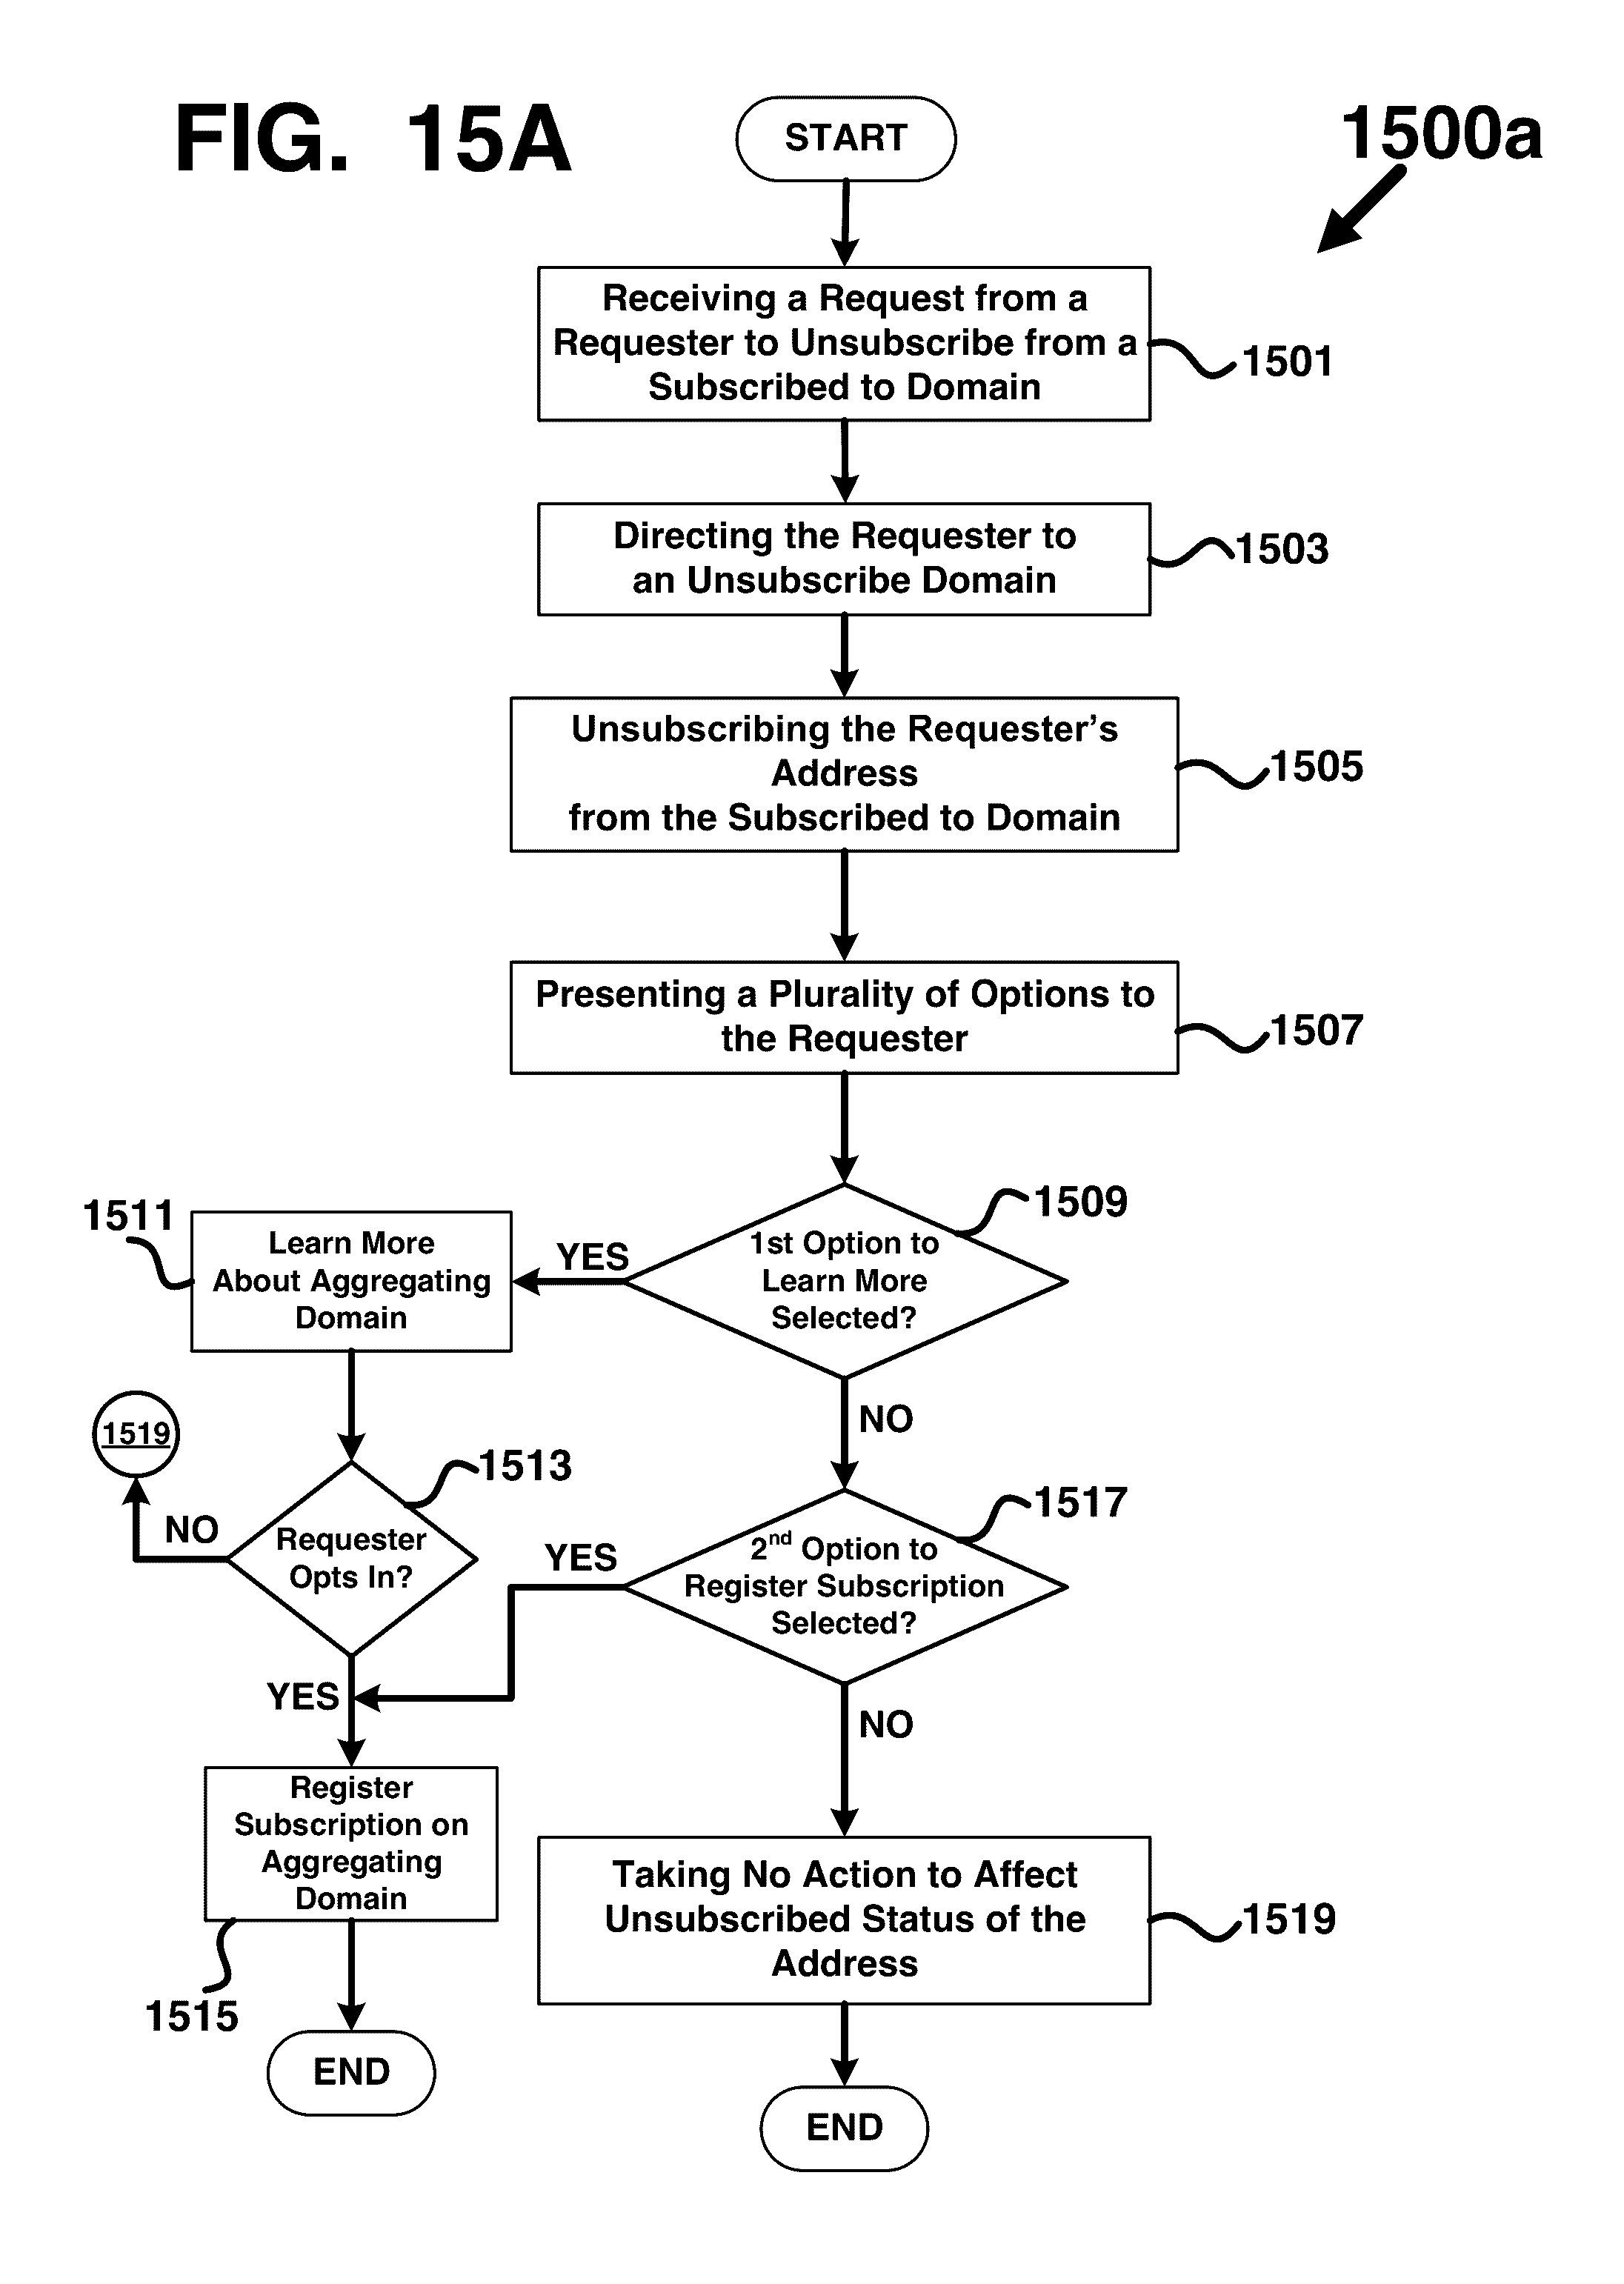 FIG. 15A
START
1500a
Receiving a Request from a
Requester to Unsubscribe from a
Subscribed to Domain
1501
Directing the Requester to
an Unsubscribe Domain
1503
Unsubscribing the Requester's
Address
from the Subscribed to Domain
1505
Presenting a Plurality of Options to
the Requester
1507
1st Option to
Learn More
Selected?
1509
YES
1511
Learn More
About Aggregating
Domain
NO
1519
NO
Requester
Opts In?
1513
YES
2nd Option to
Register Subscription
Selected?
1517
YES
NO
Register
Subscription on
Aggregating
Domain
1515
END
Taking No Action to Affect
Unsubscribed Status of the
Address
1519
END